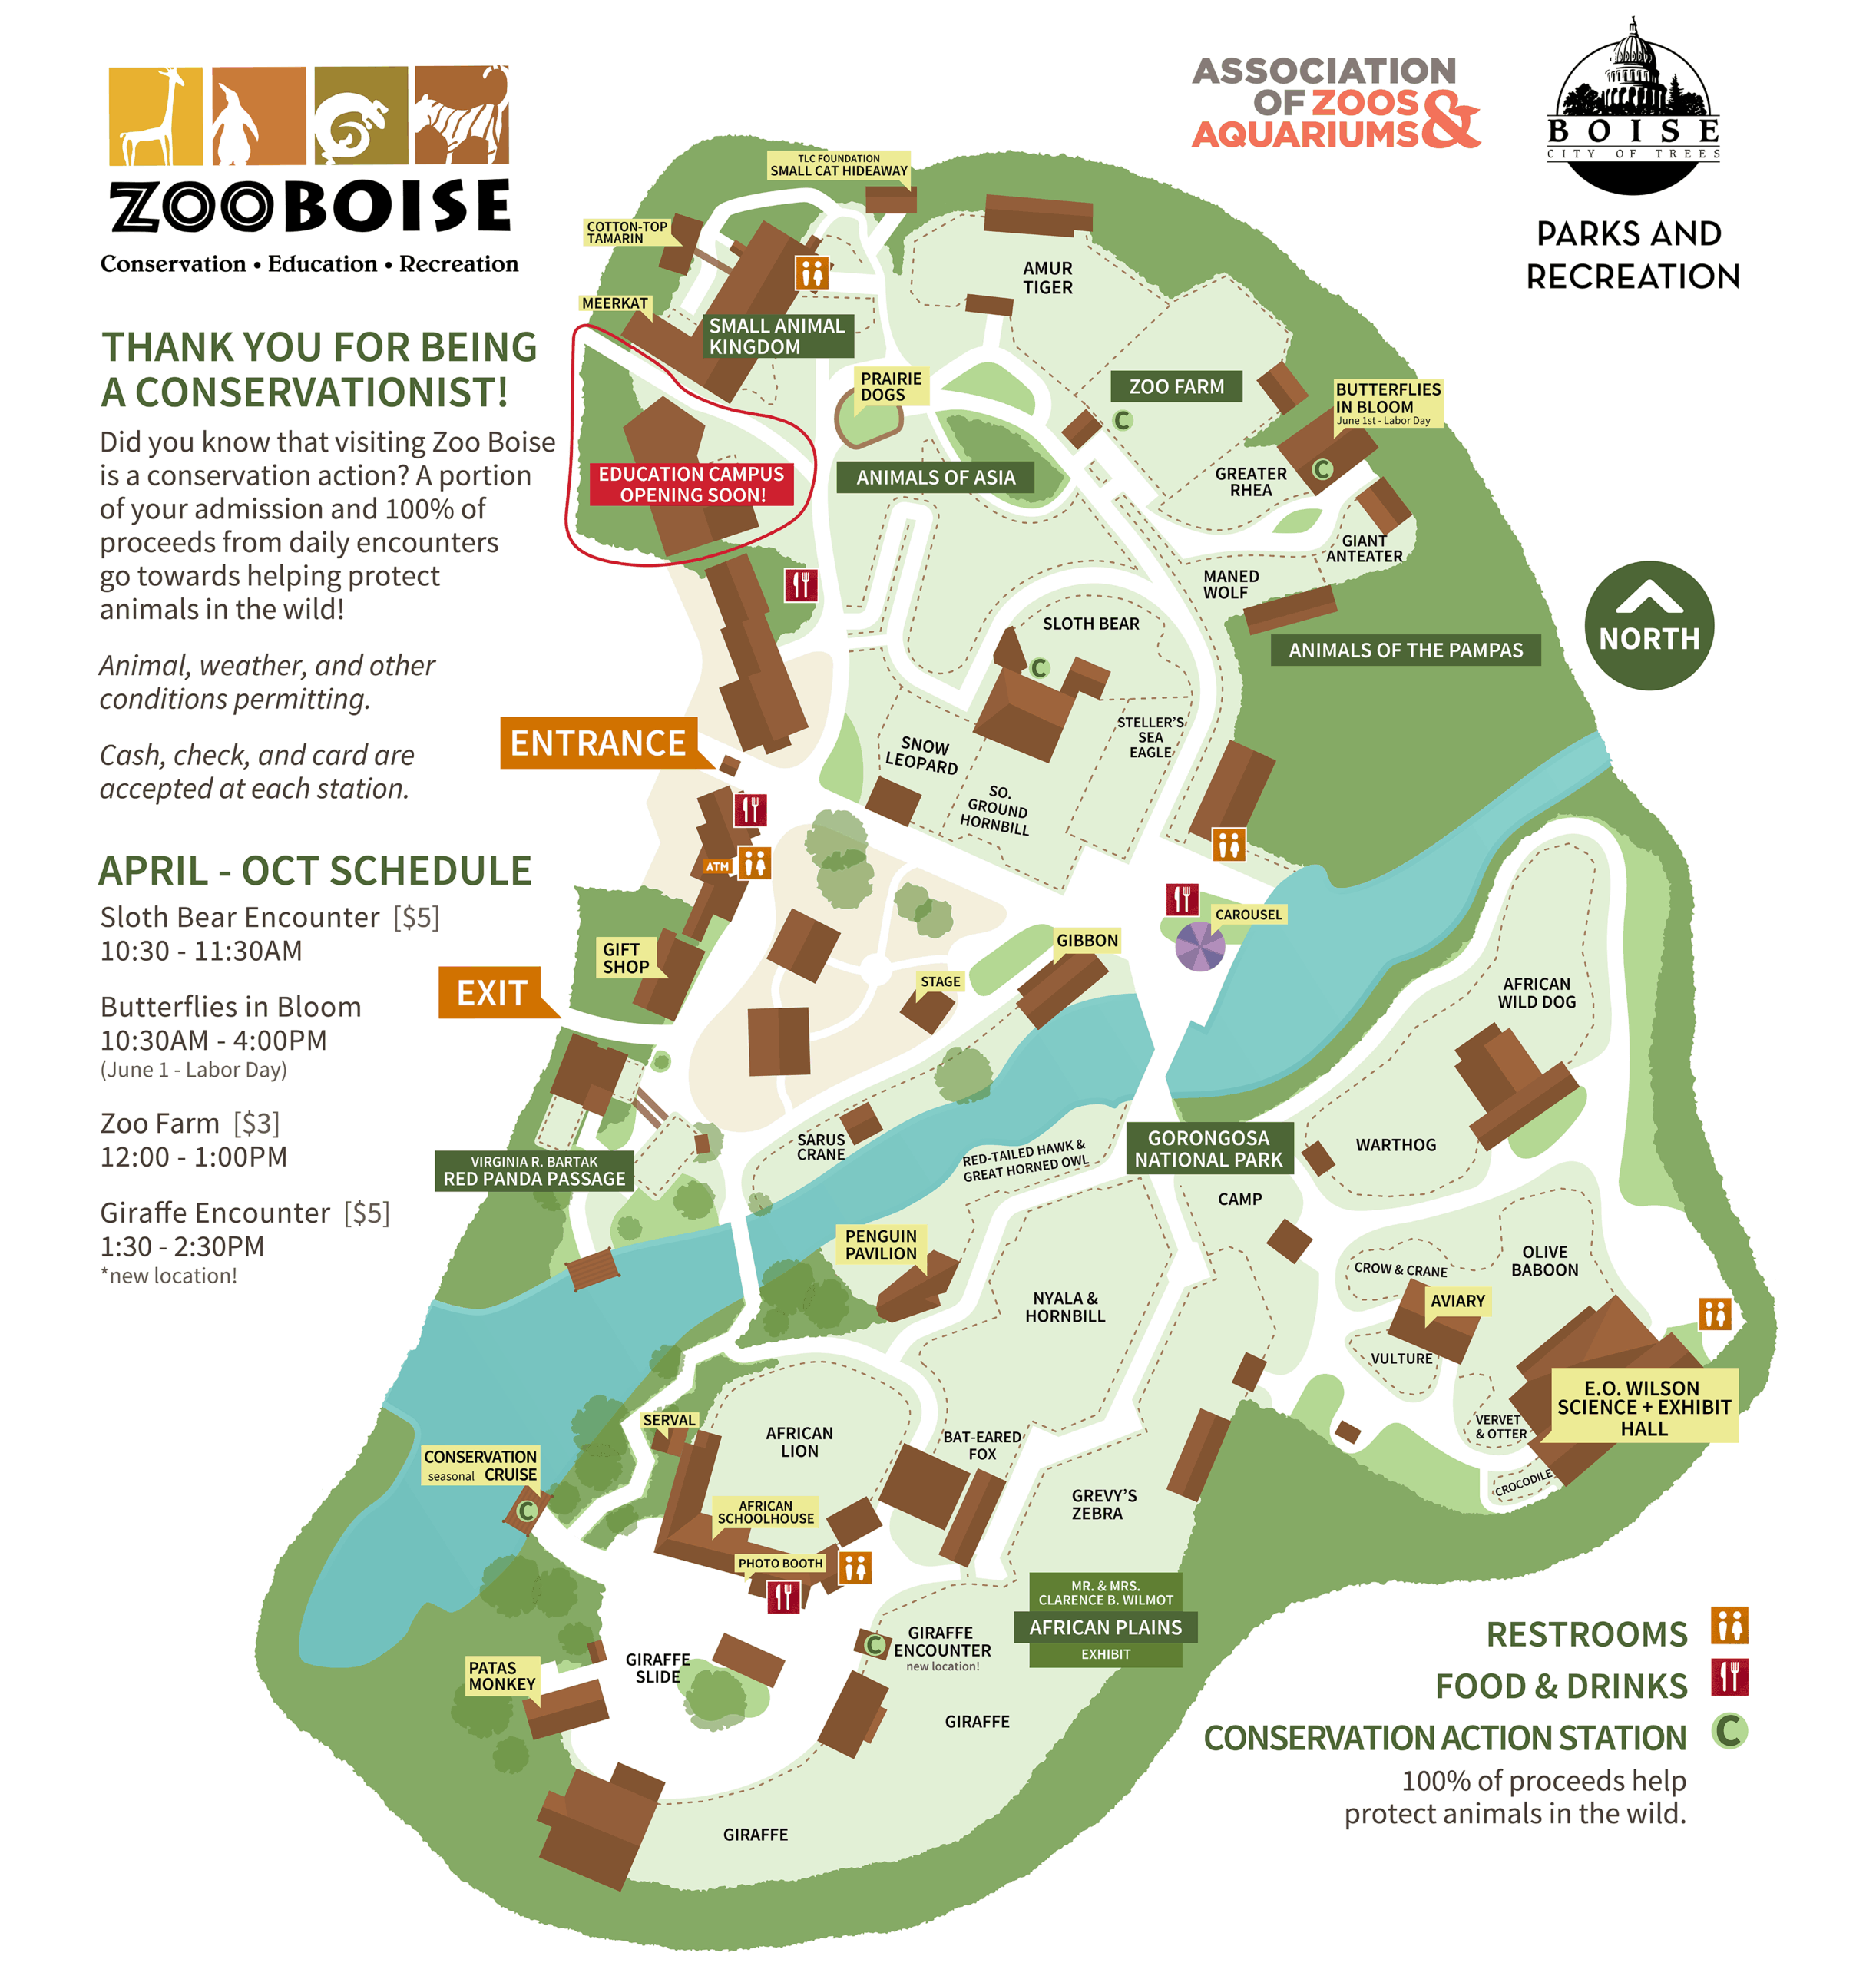 ZOOBOISE
Conservation • Education • Recreation
ASSOCIATION
OF ZOOS
AQUARIUMS &
BOISE
CITY OF TREES
PARKS AND
RECREATION
THANK YOU FOR BEING
A CONSERVATIONIST!
Did you know that visiting Zoo Boise
is a conservation action? A portion
of your admission and 100% of
proceeds from daily encounters
go towards helping protect
animals in the wild!
Animal, weather, and other
conditions permitting.
Cash, check, and card are
accepted at each station.
APRIL - OCT SCHEDULE
Sloth Bear Encounter [$5]
10:30 - 11:30AM
Butterflies in Bloom
10:30AM - 4:00PM
(June 1 - Labor Day)
Zoo Farm [$3]
12:00 - 1:00PM
Giraffe Encounter [$5]
1:30 - 2:30PM
*new location!
TLC FOUNDATION
SMALL CAT HIDEAWAY
COTTON-TOP
TAMARIN
MEERKAT
SMALL ANIMAL
KINGDOM
AMUR
TIGER
PRAIRIE
DOGS
ZOO FARM
C
BUTTERFLIES
IN BLOOM
June 1st - Labor Day
C
EDUCATION CAMPUS
OPENING SOON!
ANIMALS OF ASIA
GREATER
RHEA
GIANT
ANTEATER
MANED
WOLF
ANIMALS OF THE PAMPAS
NORTH
SLOTH BEAR
C
STELLER'S
SEA
EAGLE
SNOW
LEOPARD
SO.
GROUND
HORNBILL
ENTRANCE
ATM
GIFT
SHOP
EXIT
CAROUSEL
GIBBON
STAGE
AFRICAN
WILD DOG
VIRGINIA R. BARTAK
RED PANDA PASSAGE
SARUS
CRANE
RED-TAILED HAWK &
GREAT HORNED OWL
GORONGOSA
NATIONAL PARK
WARTHOG
CAMP
PENGUIN
PAVILION
NYALA &
HORNBILL
CROW & CRANE
OLIVE
BABOON
AVIARY
VULTURE
E.O. WILSON
SCIENCE + EXHIBIT
HALL
VERVET
& OTTER
CROCODILE
SERVAL
AFRICAN
LION
BAT-EARED
FOX
CONSERVATION
seasonal CRUISE
C
AFRICAN
SCHOOLHOUSE
GREVY'S
ZEBRA
PHOTO BOOTH
MR. & MRS.
CLARENCE B. WILMOT
AFRICAN PLAINS
EXHIBIT
C
GIRAFFE
ENCOUNTER
new location!
GIRAFFE
SLIDE
PATAS
MONKEY
GIRAFFE
GIRAFFE
RESTROOMS
FOOD & DRINKS
CONSERVATION ACTION STATION C
100% of proceeds help
protect animals in the wild.